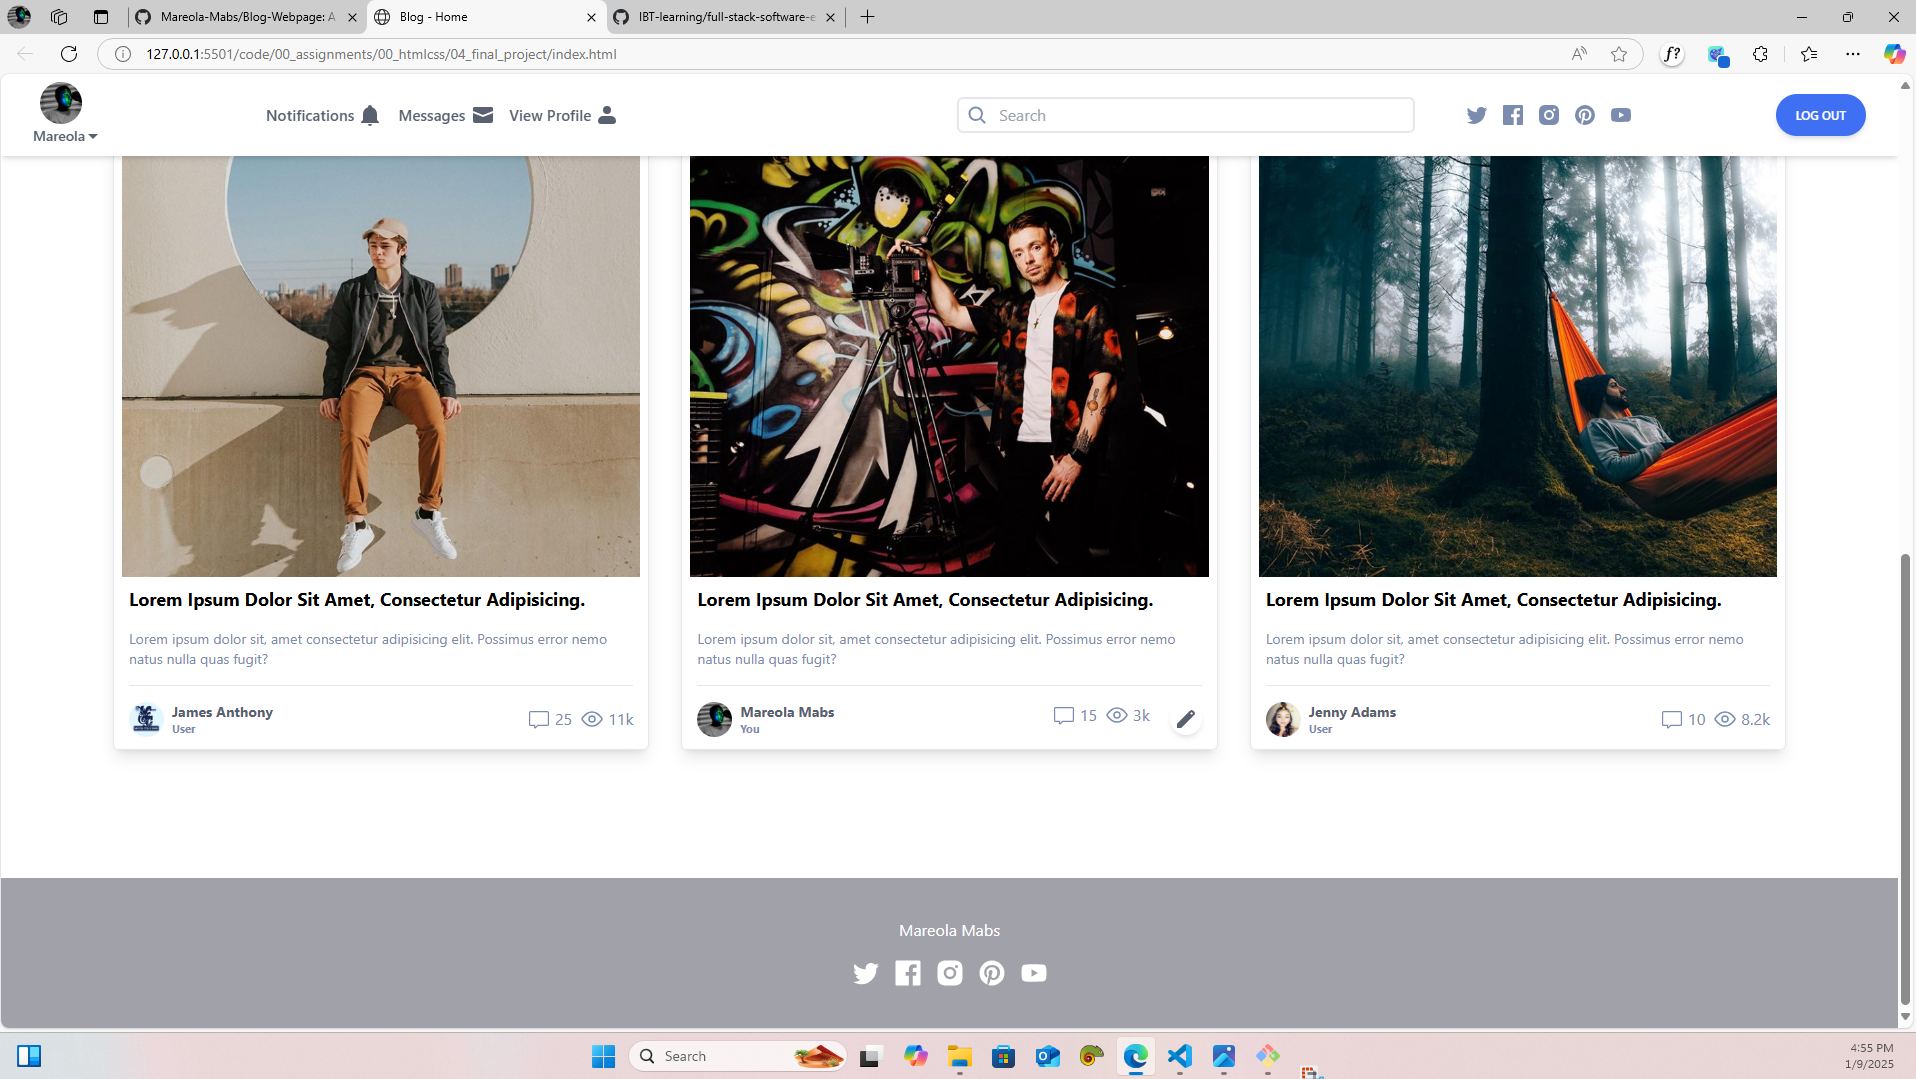 Mareola-Mabs/Blog-Webpage: A
Blog - Home
IBT-learning/full-stack-software-e
127.0.0.1:5501/code/00_assignments/00_htmlcss/04_final_project/index.html
f?
Mareola
Notifications
Messages
View Profile
Search
LOG OUT
Lorem Ipsum Dolor Sit Amet, Consectetur Adipisicing.
Lorem ipsum dolor sit, amet consectetur adipisicing elit. Possimus error nemo
natus nulla quas fugit?
James Anthony
User
25
11k
Lorem Ipsum Dolor Sit Amet, Consectetur Adipisicing.
Lorem ipsum dolor sit, amet consectetur adipisicing elit. Possimus error nemo
natus nulla quas fugit?
Mareola Mabs
You
15
3k
Lorem Ipsum Dolor Sit Amet, Consectetur Adipisicing.
Lorem ipsum dolor sit, amet consectetur adipisicing elit. Possimus error nemo
natus nulla quas fugit?
Jenny Adams
User
10
8.2k
Mareola Mabs
Search
4:55 PM
1/9/2025